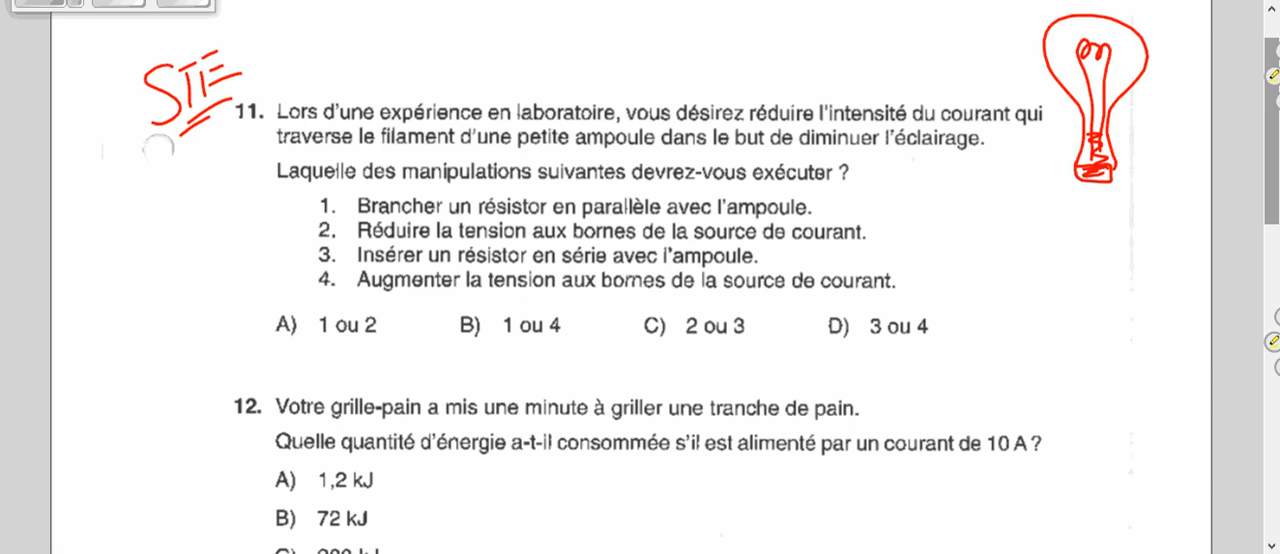 STE
11. Lors d'une expérience en laboratoire, vous désirez réduire l'intensité du courant qui
traverse le filament d'une petite ampoule dans le but de diminuer l'éclairage.
Laquelle des manipulations suivantes devrez-vous exécuter ?
1. Brancher un résistor en parallèle avec l'ampoule.
2. Réduire la tension aux bornes de la source de courant.
3. Insérer un résistor en série avec l'ampoule.
4. Augmenter la tension aux bornes de la source de courant.
A) 1 ou 2 B) 1 ou 4 C) 2 ou 3 D) 3 ou 4
12. Votre grille-pain a mis une minute à griller une tranche de pain.
Quelle quantité d'énergie a-t-il consommée s'il est alimenté par un courant de 10 A ?
A) 1,2 kJ
B) 72 kJ